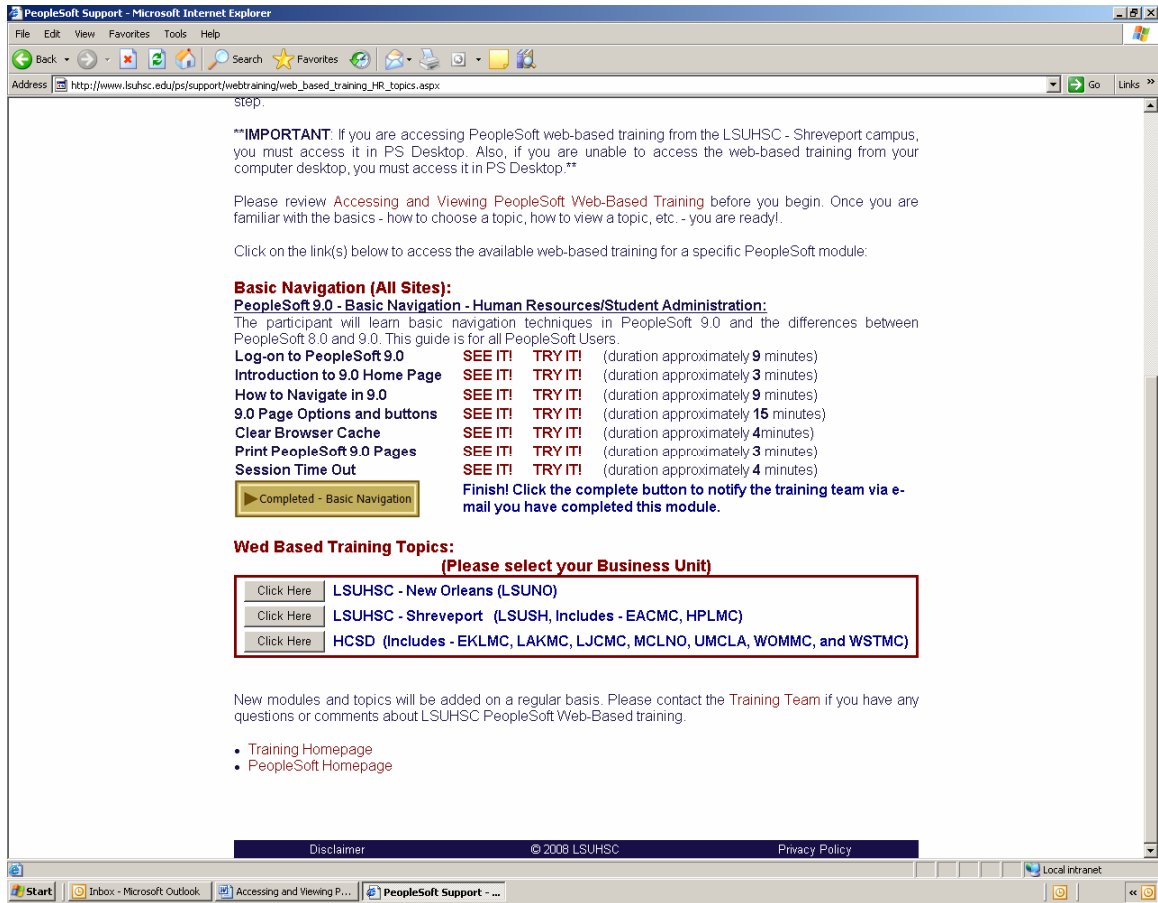 PeopleSoft Support - Microsoft Internet Explorer
File Edit View Favorites Tools Help
Back Search Favorites
Address http://www.lsuhsc.edu/ps/support/webtraining/web_based_training_HR_topics.aspx Go Links »
step.
**IMPORTANT: If you are accessing PeopleSoft web-based training from the LSUHSC - Shreveport campus,
you must access it in PS Desktop. Also, if you are unable to access the web-based training from your
computer desktop, you must access it in PS Desktop.**
Please review Accessing and Viewing PeopleSoft Web-Based Training before you begin. Once you are
familiar with the basics - how to choose a topic, how to view a topic, etc. - you are ready!.
Click on the link(s) below to access the available web-based training for a specific PeopleSoft module:
Basic Navigation (All Sites):
PeopleSoft 9.0 - Basic Navigation - Human Resources/Student Administration:
The participant will learn basic navigation techniques in PeopleSoft 9.0 and the differences between
PeopleSoft 8.0 and 9.0. This guide is for all PeopleSoft Users.
Log-on to PeopleSoft 9.0 SEE IT! TRY IT! (duration approximately 9 minutes)
Introduction to 9.0 Home Page SEE IT! TRY IT! (duration approximately 3 minutes)
How to Navigate in 9.0 SEE IT! TRY IT! (duration approximately 9 minutes)
9.0 Page Options and buttons SEE IT! TRY IT! (duration approximately 15 minutes)
Clear Browser Cache SEE IT! TRY IT! (duration approximately 4minutes)
Print PeopleSoft 9.0 Pages SEE IT! TRY IT! (duration approximately 3 minutes)
Session Time Out SEE IT! TRY IT! (duration approximately 4 minutes)
Completed - Basic Navigation
Finish! Click the complete button to notify the training team via e-
mail you have completed this module.
Wed Based Training Topics:
(Please select your Business Unit)
Click Here LSUHSC - New Orleans (LSUNO)
Click Here LSUHSC - Shreveport (LSUSH, Includes - EACMC, HPLMC)
Click Here HCSD (Includes - EKLMC, LAKMC, LJCMC, MCLNO, UMCLA, WOMMC, and WSTMC)
New modules and topics will be added on a regular basis. Please contact the Training Team if you have any
questions or comments about LSUHSC PeopleSoft Web-Based training.
• Training Homepage
• PeopleSoft Homepage
Disclaimer © 2008 LSUHSC Privacy Policy
Local intranet
Start Inbox - Microsoft Outlook Accessing and Viewing P... PeopleSoft Support - ... «